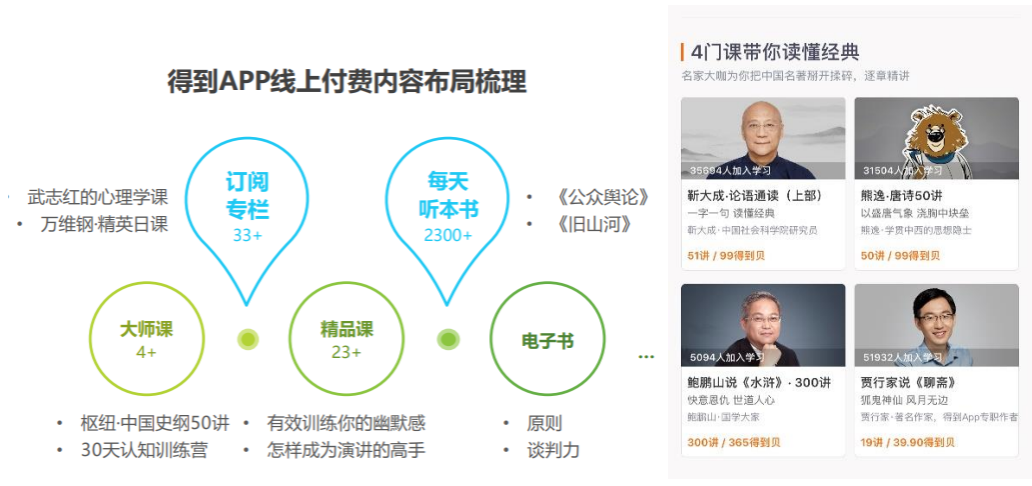 得到APP线上付费内容布局梳理
订阅
专栏
33+
每天
听本书
2300+
• 武志红的心理学课
• 万维钢·精英日课
• 《公众舆论》
• 《旧山河》
大师课
4+
精品课
23+
电子书
...
• 枢纽·中国史纲50讲
• 30天认知训练营
• 有效训练你的幽默感
• 怎样成为演讲的高手
• 原则
• 谈判力
4门课带你读懂经典
名家大咖为你把中国名著掰开揉碎，逐章精讲
35694人加入学习
靳大成·论语通读（上部）
一字一句 读懂经典
靳大成·中国社会科学院研究员
51讲 / 99得到贝
31504人加入学习
熊逸·唐诗50讲
以盛唐气象 浇胸中块垒
熊逸·学贯中西的思想隐士
50讲 / 99得到贝
5094人加入学习
鲍鹏山说《水浒》· 300讲
快意恩仇 世道人心
鲍鹏山·国学大家
300讲 / 365得到贝
51932人加入学习
贾行家说《聊斋》
狐鬼神仙 风月无边
贾行家·著名作家，得到App专职作者
19讲 / 39.90得到贝